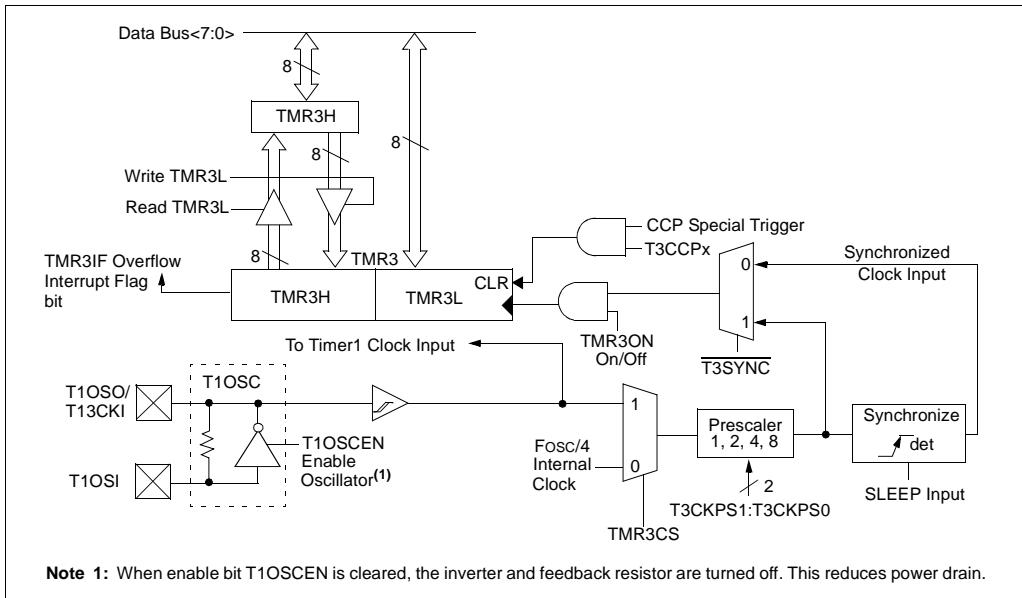 Data Bus<7:0>
8
TMR3H
8
8
Write TMR3L
Read TMR3L
CCP Special Trigger
T3CCPx
8
TMR3
TMR3IF Overflow
Interrupt Flag
bit
TMR3H
TMR3L
CLR
0
Synchronized
Clock Input
1
TMR3ON
On/Off
T3SYNC
To Timer1 Clock Input
T1OSC
T1OSO/
T13CKI
1
Prescaler
1, 2, 4, 8
Synchronize
det
T1OSCEN
Enable
Oscillator(1)
FOSC/4
Internal
Clock
0
T1OSI
2
SLEEP Input
T3CKPS1:T3CKPS0
TMR3CS
Note 1: When enable bit T1OSCEN is cleared, the inverter and feedback resistor are turned off. This reduces power drain.